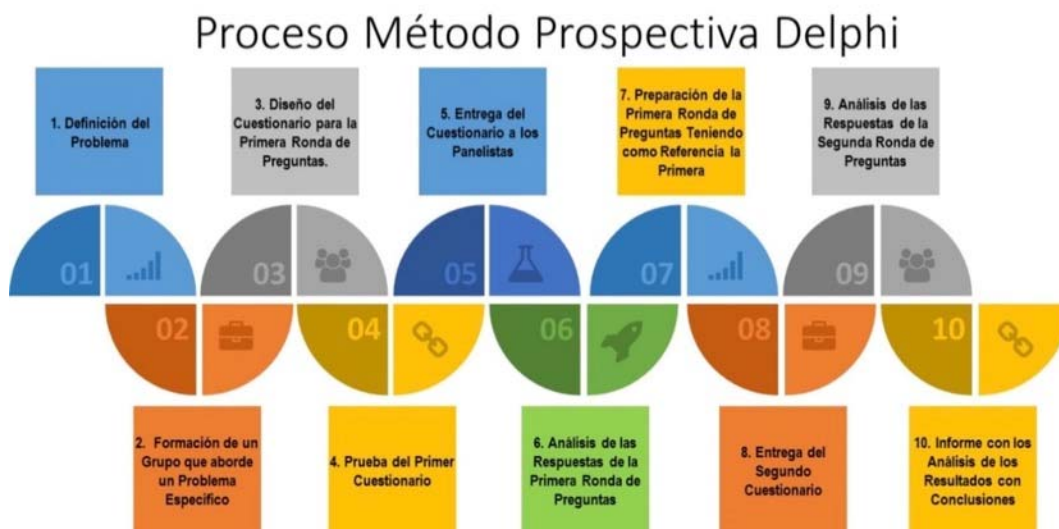 Proceso Método Prospectiva Delphi
1. Definición del
Problema
3. Diseño del
Cuestionario para la
Primera Ronda de
Preguntas.
5. Entrega del
Cuestionario a los
Panelistas
7. Preparación de la
Primera Ronda de
Preguntas Teniendo
como Referencia la
Primera
9. Análisis de las
Respuestas de la
Segunda Ronda de
Preguntas
01
03
05
07
09
02
04
06
08
10
2. Formación de un
Grupo que aborde
un Problema
Específico
4. Prueba del Primer
Cuestionario
6. Análisis de las
Respuestas de la
Primera Ronda de
Preguntas
8. Entrega del
Segundo
Cuestionario
10. Informe con los
Análisis de los
Resultados con
Conclusiones